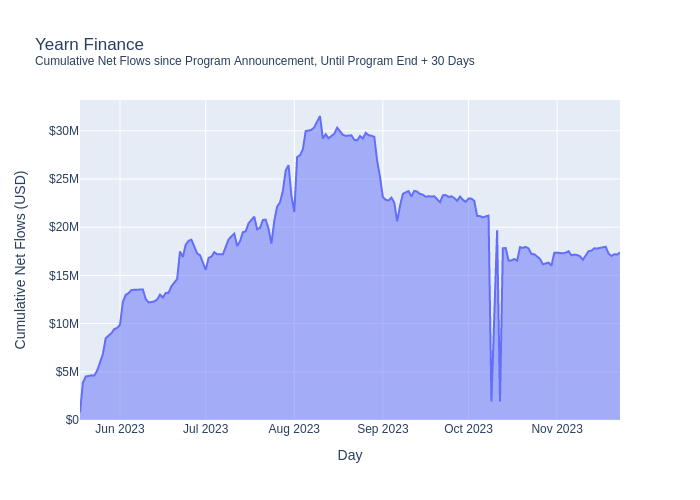 Yearn Finance
Cumulative Net Flows since Program Announcement, Until Program End + 30 Days
Cumulative Net Flows (USD)
$30M
$25M
$20M
$15M
$10M
$5M
$0
Jun 2023 Jul 2023 Aug 2023 Sep 2023 Oct 2023 Nov 2023
Day